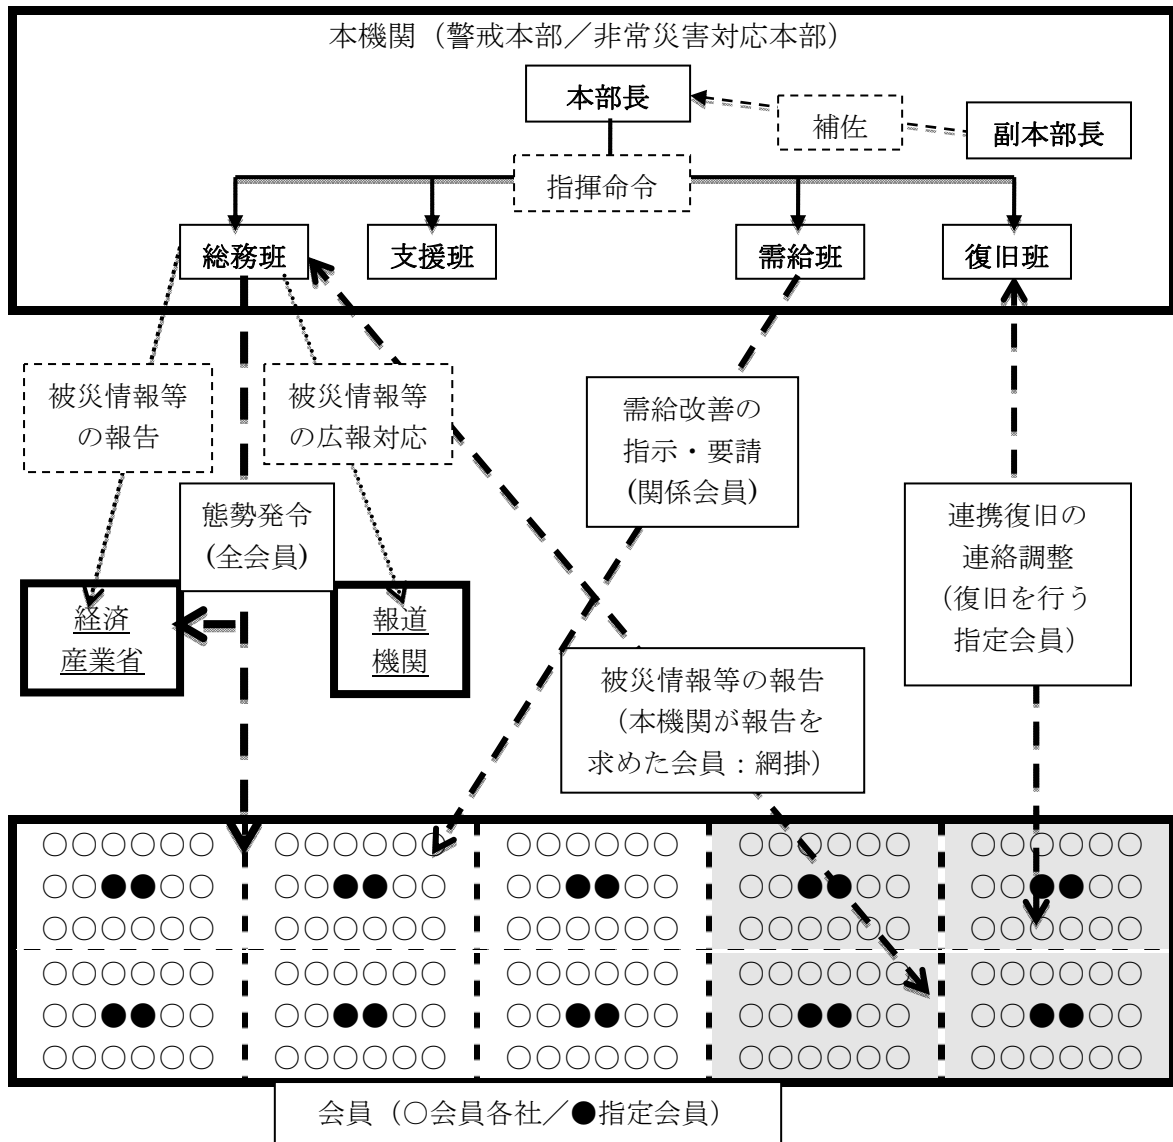 本機関（警戒本部／非常災害対応本部）
本部長
補佐
副本部長
指揮命令
総務班
支援班
需給班
復旧班
被災情報等
の報告
被災情報等
の広報対応
需給改善の
指示・要請
(関係会員)
態勢発令
(全会員)
連携復旧の
連絡調整
（復旧を行う
指定会員）
経済
産業省
報道
機関
被災情報等の報告
（本機関が報告を
求めた会員：網掛）
会員（○会員各社／●指定会員）